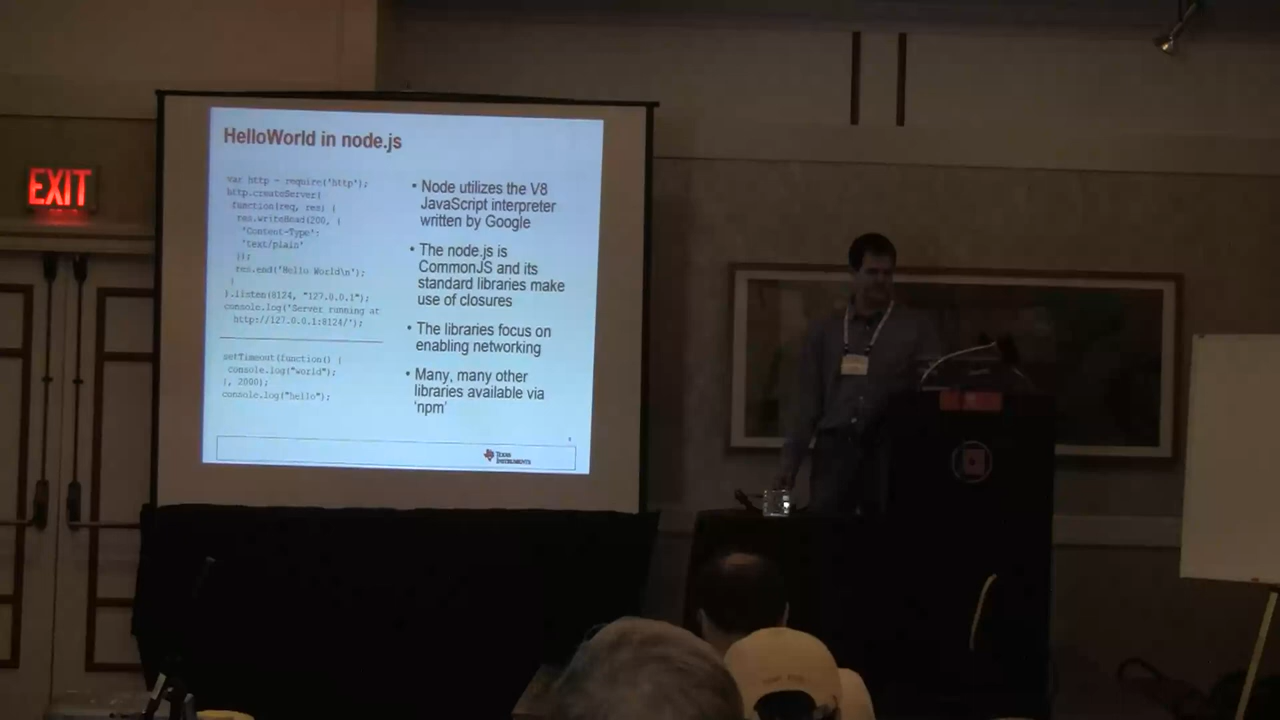 EXIT
HelloWorld in node.js
var http = require('http');
http.createServer(
function(req, res) {
res.writeHead(200, {
'Content-Type':
'text/plain'
});
res.end('Hello World\n');
}
).listen(8124, "127.0.0.1");
console.log('Server running at
http://127.0.0.1:8124/');
setTimeout(function() {
console.log("world");
}, 2000);
console.log("hello");
• Node utilizes the V8
JavaScript interpreter
written by Google
• The node.js is
CommonJS and its
standard libraries make
use of closures
• The libraries focus on
enabling networking
• Many, many other
libraries available via
'npm'
TEXAS
INSTRUMENTS